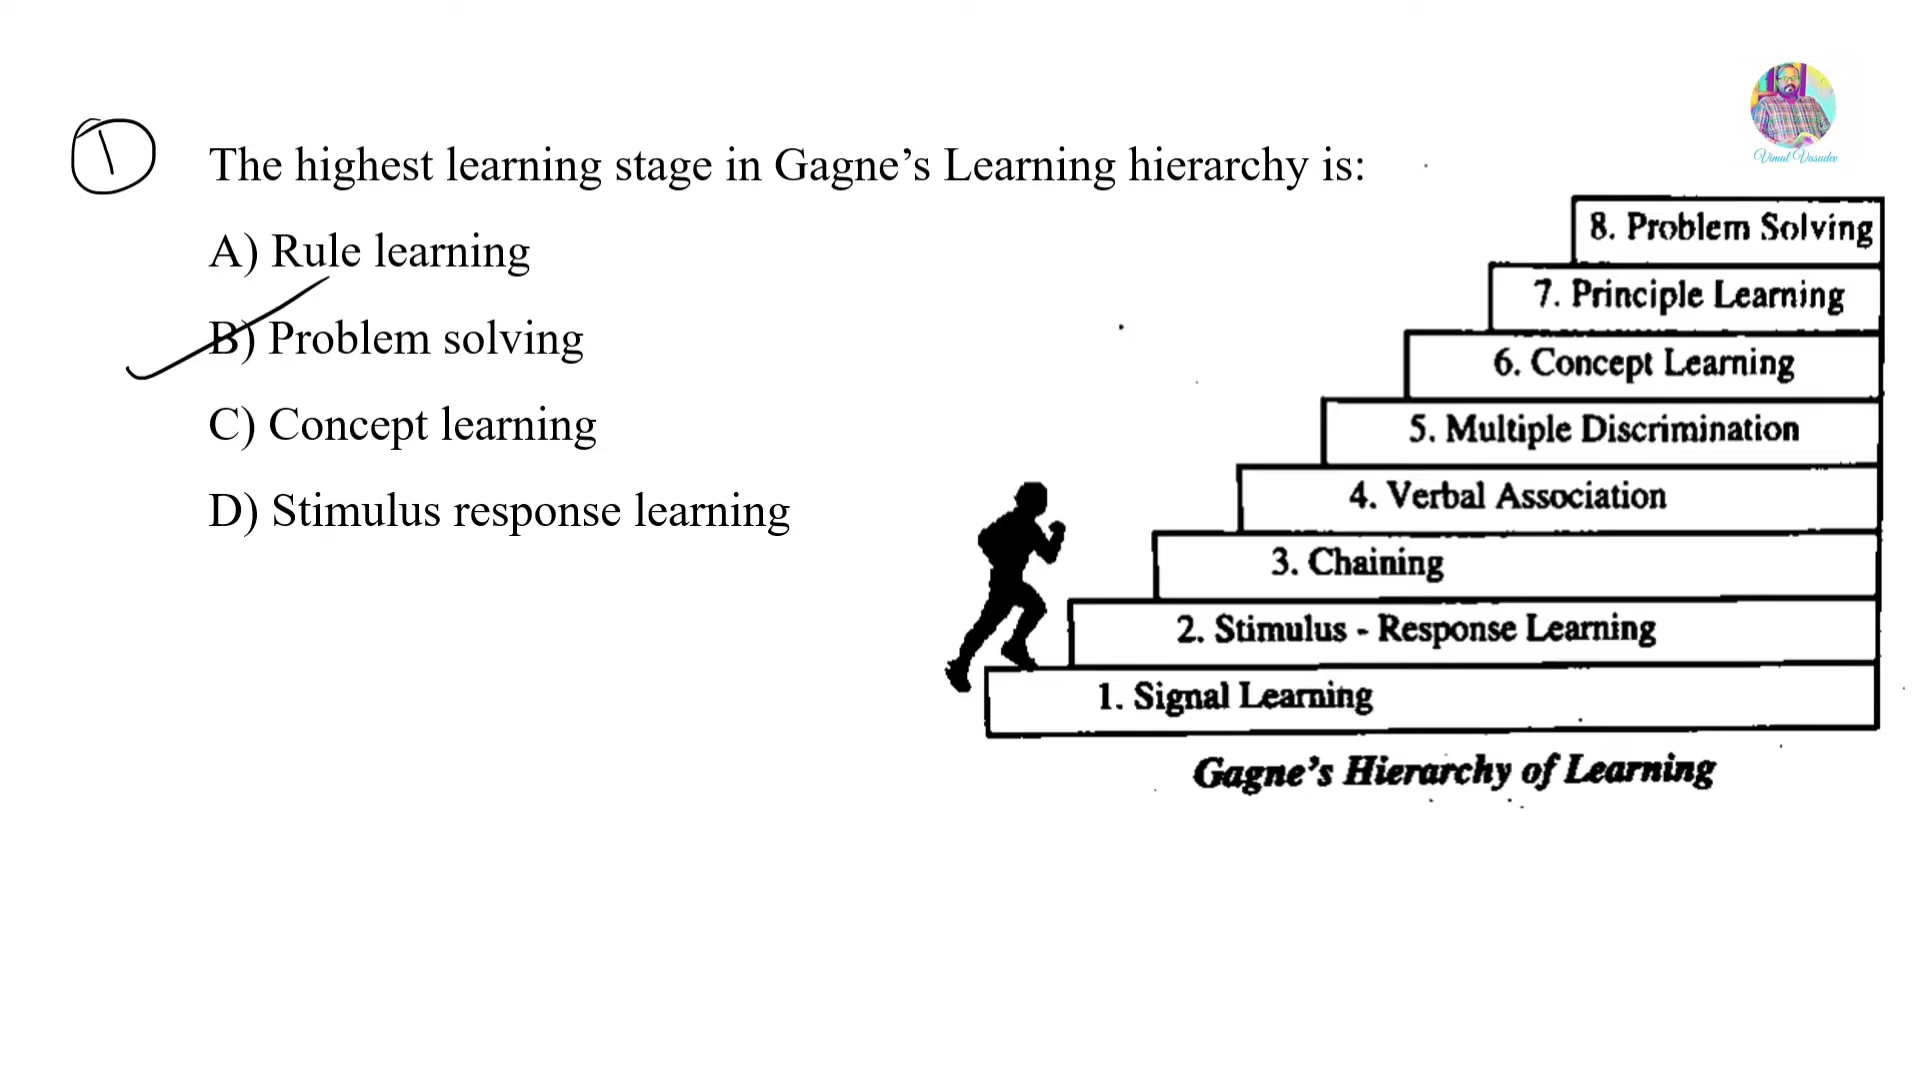 1
The highest learning stage in Gagne’s Learning hierarchy is:
A) Rule learning
B) Problem solving
C) Concept learning
D) Stimulus response learning
Vimal Vasudev
8. Problem Solving
7. Principle Learning
6. Concept Learning
5. Multiple Discrimination
4. Verbal Association
3. Chaining
2. Stimulus - Response Learning
1. Signal Learning
Gagne’s Hierarchy of Learning